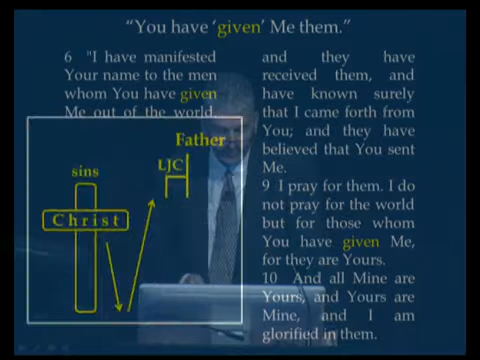 "You have 'given' Me them."
6 "I have manifested
Your name to the men
whom You have given
Me out of the world.
Father
LJC
sins
Christ
and they have
received them, and
have known surely
that I came forth from
You; and they have
believed that You sent
Me.
9 I pray for them. I do
not pray for the world
but for those whom
You have given Me,
for they are Yours.
10 And all Mine are
Yours, and Yours are
Mine, and I am
glorified in them.